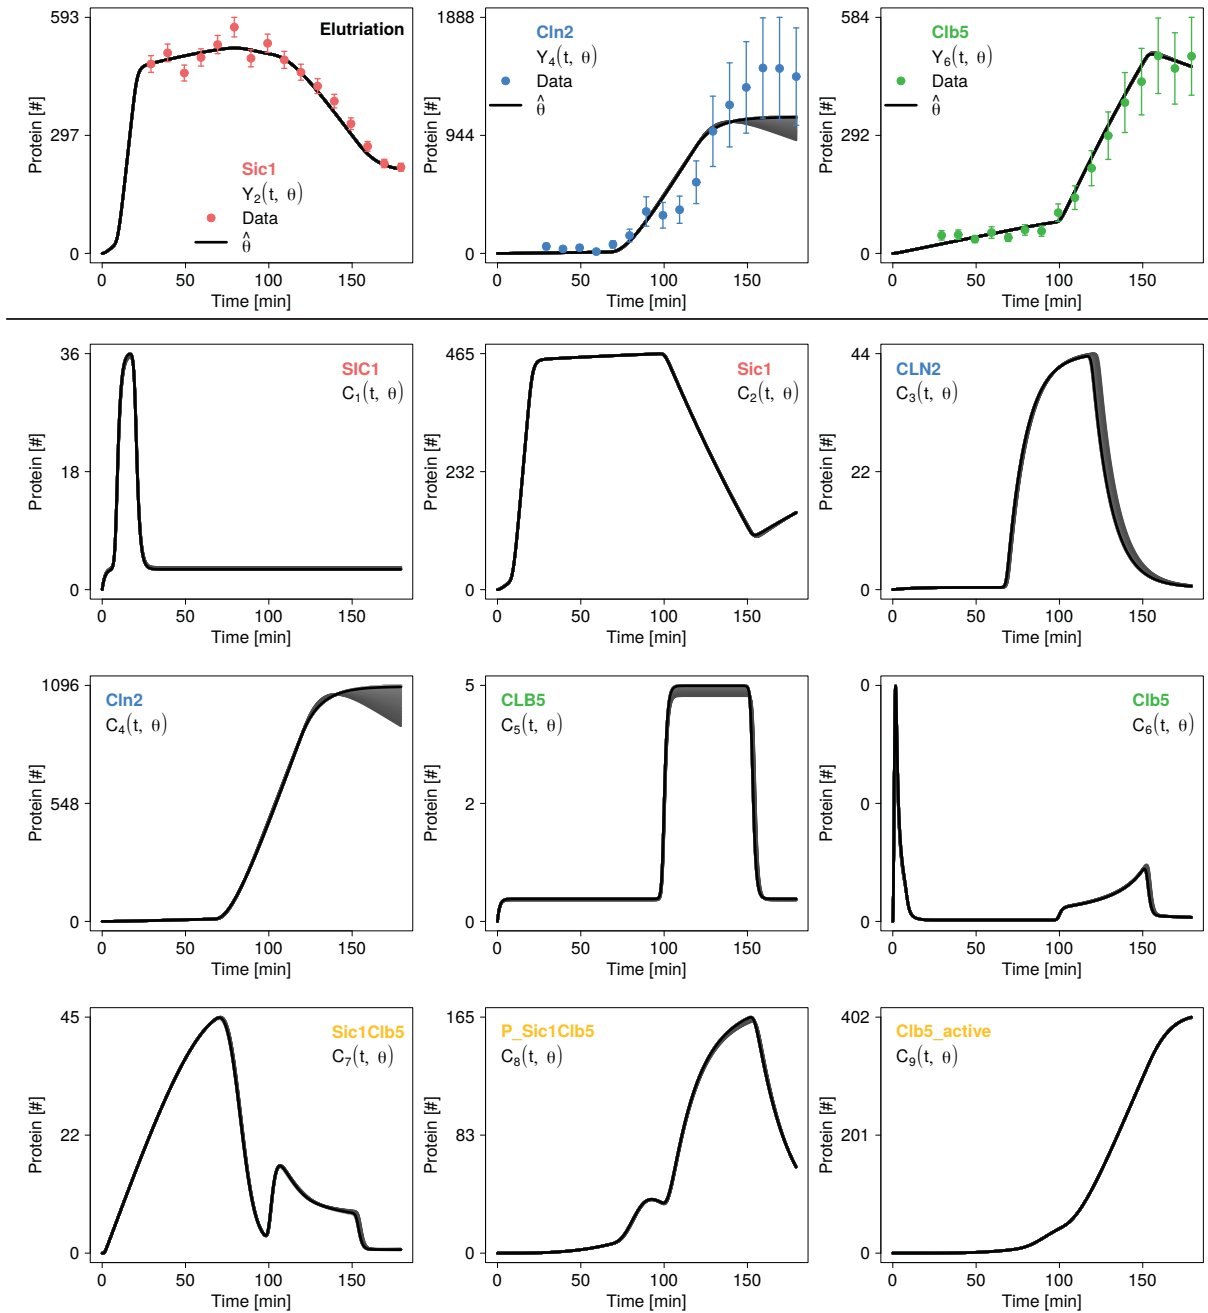 593
297
0
Protein [#]
Elutriation
Sic1
Y2(t, θ)
Data
θ̂
0 50 100 150
Time [min]
1888
944
0
Protein [#]
Cln2
Y4(t, θ)
Data
θ̂
0 50 100 150
Time [min]
584
292
0
Protein [#]
Clb5
Y6(t, θ)
Data
θ̂
0 50 100 150
Time [min]
36
18
0
Protein [#]
SIC1
C1(t, θ)
0 50 100 150
Time [min]
465
232
0
Protein [#]
Sic1
C2(t, θ)
0 50 100 150
Time [min]
44
22
0
Protein [#]
CLN2
C3(t, θ)
0 50 100 150
Time [min]
1096
548
0
Protein [#]
Cln2
C4(t, θ)
0 50 100 150
Time [min]
5
2
0
Protein [#]
CLB5
C5(t, θ)
0 50 100 150
Time [min]
0
0
0
Protein [#]
Clb5
C6(t, θ)
0 50 100 150
Time [min]
45
22
0
Protein [#]
Sic1Clb5
C7(t, θ)
0 50 100 150
Time [min]
165
83
0
Protein [#]
P_Sic1Clb5
C8(t, θ)
0 50 100 150
Time [min]
402
201
0
Protein [#]
Clb5_active
C9(t, θ)
0 50 100 150
Time [min]